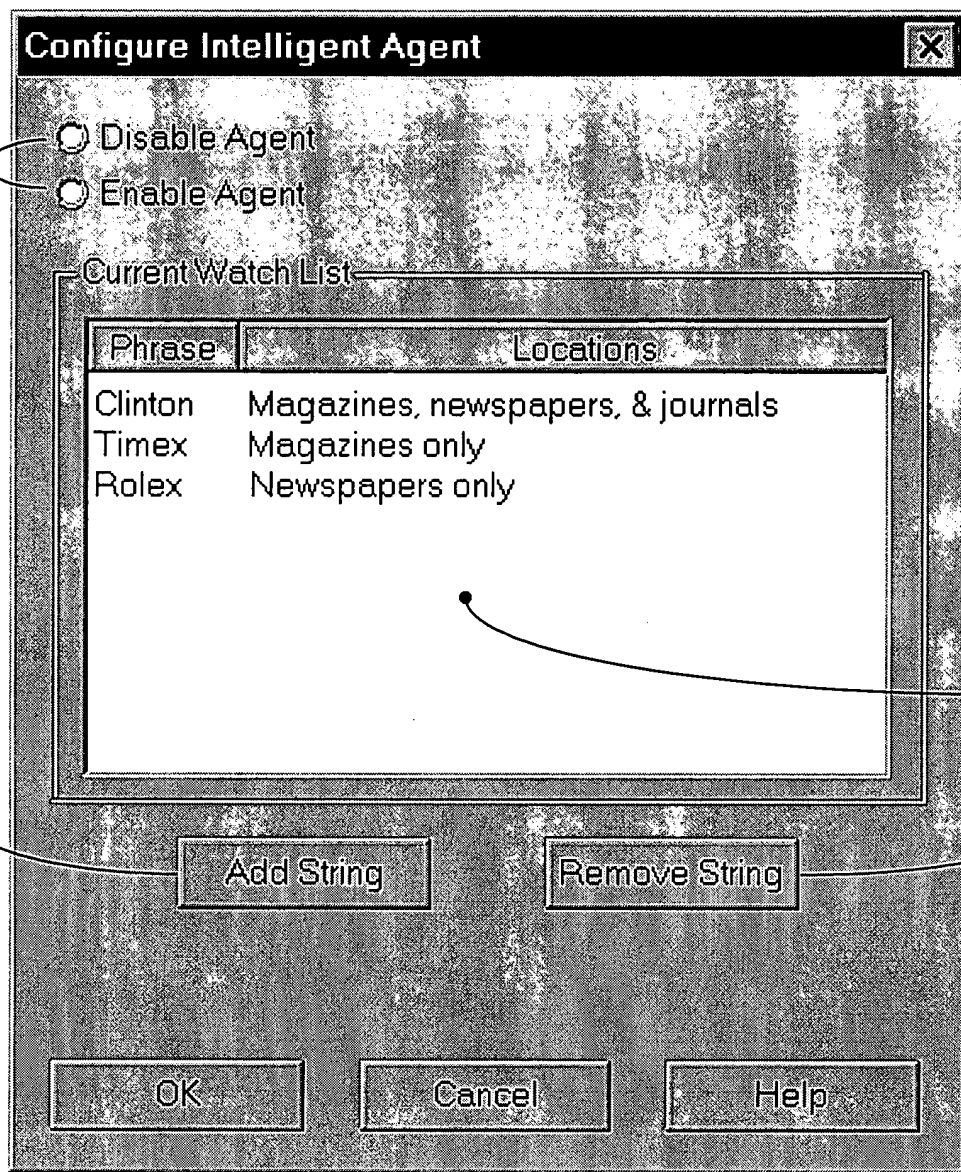 Configure Intelligent Agent
Disable Agent
Enable Agent
Current Watch List
Phrase Locations
Clinton Magazines, newspapers, & journals
Timex Magazines only
Rolex Newspapers only
Add String Remove String
OK Cancel Help